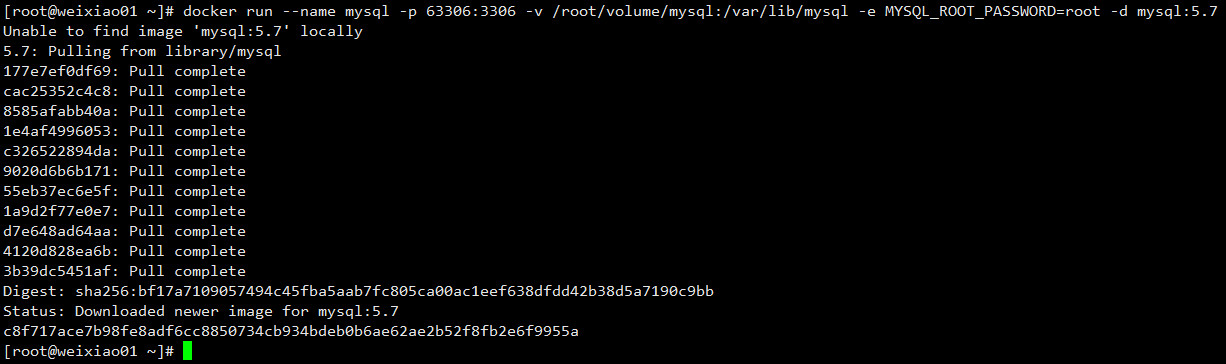 [root@weixiao01 ~]# docker run --name mysql -p 63306:3306 -v /root/volume/mysql:/var/lib/mysql -e MYSQL_ROOT_PASSWORD=root -d mysql:5.7
Unable to find image 'mysql:5.7' locally
5.7: Pulling from library/mysql
177e7ef0df69: Pull complete
cac25352c4c8: Pull complete
8585afabb40a: Pull complete
1e4af4996053: Pull complete
c326522894da: Pull complete
9020d6b6b171: Pull complete
55eb37ec6e5f: Pull complete
1a9d2f77e0e7: Pull complete
d7e648ad64aa: Pull complete
4120d828ea6b: Pull complete
3b39dc5451af: Pull complete
Digest: sha256:bf17a7109057494c45fba5aab7fc805ca00ac1eef638dfdd42b38d5a7190c9bb
Status: Downloaded newer image for mysql:5.7
c8f717ace7b98fe8adf6cc8850734cb934bdeb0b6ae62ae2b52f8fb2e6f9955a
[root@weixiao01 ~]#